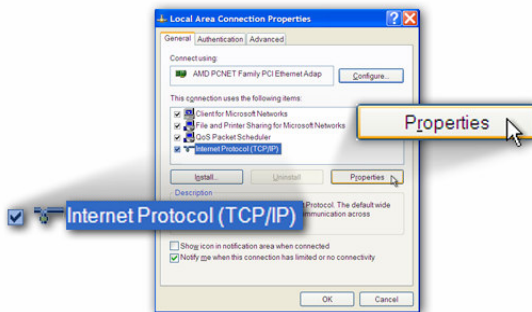 Local Area Connection Properties
General Authentication Advanced
Connect using:
AMD PCNET Family PCI Ethernet Adap
Configure...
This connection uses the following items:
Client for Microsoft Networks
File and Printer Sharing for Microsoft Networks
QoS Packet Scheduler
Internet Protocol (TCP/IP)
Install... Uninstall Properties
Description
Protocol. The default wide
communication across
Show icon in notification area when connected
Notify me when this connection has limited or no connectivity
OK Cancel
Properties
Internet Protocol (TCP/IP)